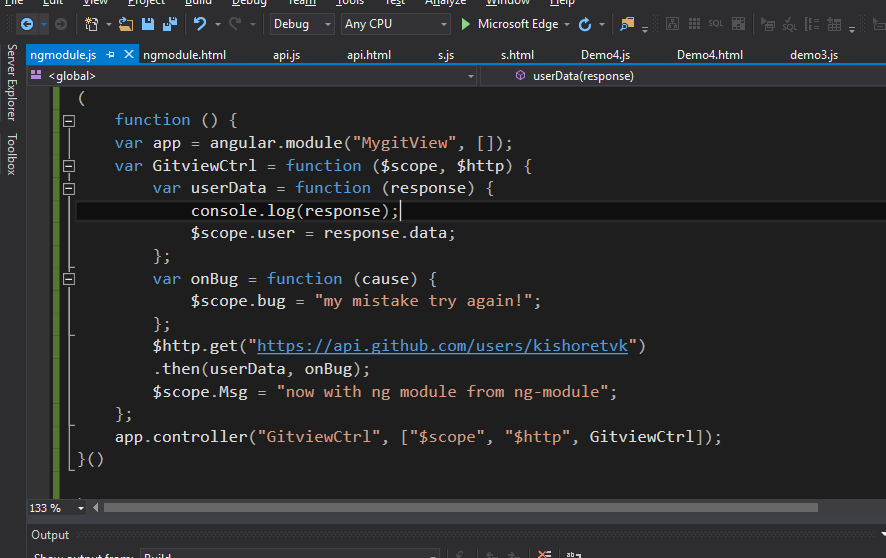 File Edit View Project Build Debug Team Tools Test Analyze Window Help
Debug Any CPU Microsoft Edge SQL SQL
Server Explorer
Toolbox
ngmodule.js ngmodule.html api.js api.html s.js s.html Demo4.js Demo4.html demo3.js
<global> userData(response)
(
function () {
var app = angular.module("MygitView", []);
var GitviewCtrl = function ($scope, $http) {
var userData = function (response) {
console.log(response);
$scope.user = response.data;
};
var onBug = function (cause) {
$scope.bug = "my mistake try again!";
};
$http.get("https://api.github.com/users/kishoretvk")
.then(userData, onBug);
$scope.Msg = "now with ng module from ng-module";
};
app.controller("GitviewCtrl", ["$scope", "$http", GitviewCtrl]);
}()
133 %
Output
Show output from: Build